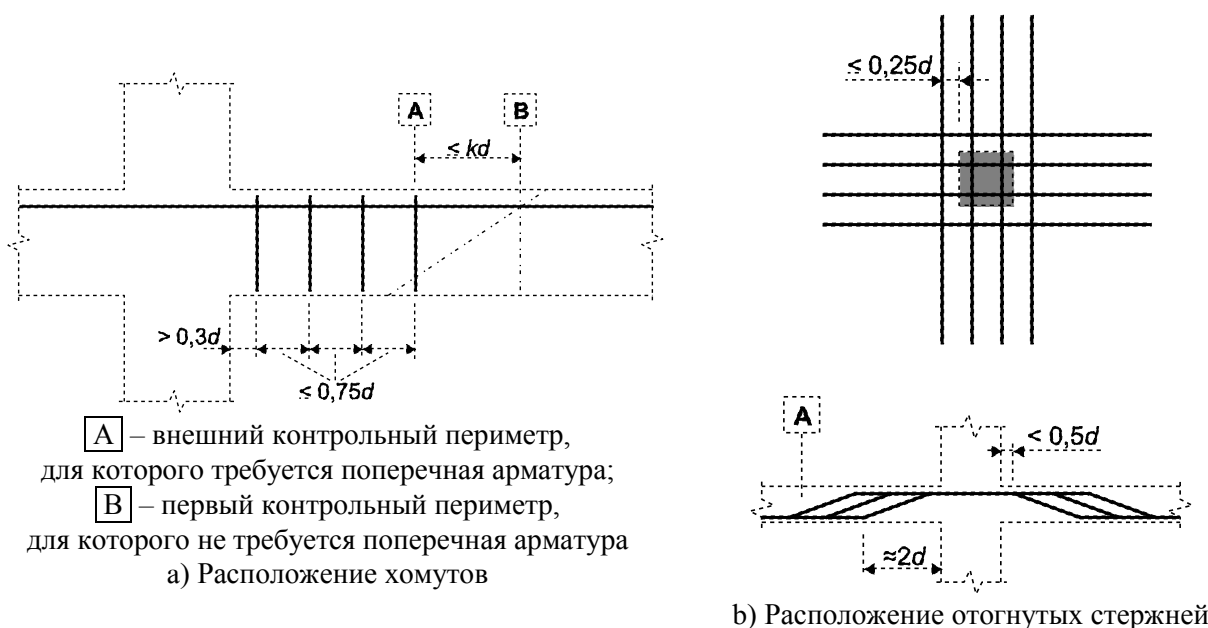 A
B
≤ kd
> 0,3d
≤ 0,75d
A – внешний контрольный периметр,
для которого требуется поперечная арматура;
B – первый контрольный периметр,
для которого не требуется поперечная арматура
a) Расположение хомутов
≤ 0,25d
A
< 0,5d
≈2d
b) Расположение отогнутых стержней